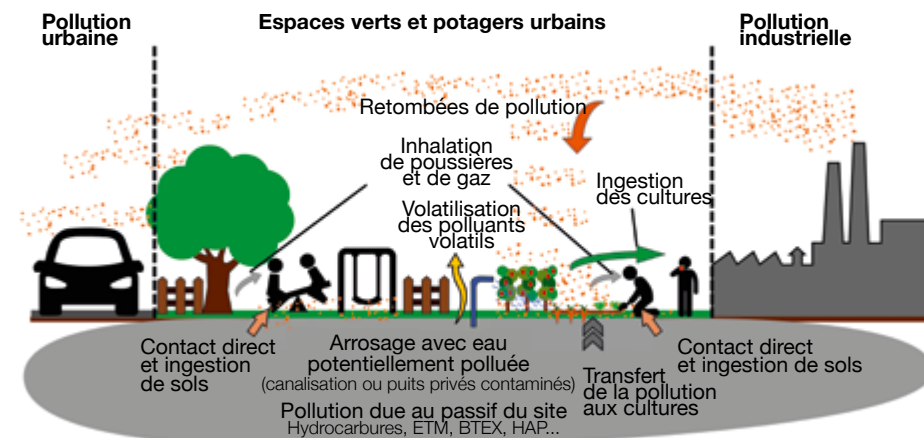 Pollution
urbaine
Espaces verts et potagers urbains
Pollution
industrielle
Retombées de pollution
Inhalation
de poussières
et de gaz
Ingestion
des cultures
Volatilisation
des polluants
volatils
Contact direct
et ingestion
de sols
Arrosage avec eau
potentiellement polluée
(canalisation ou puits privés contaminés)
Transfert
de la pollution
aux cultures
Contact direct
et ingestion de sols
Pollution due au passif du site
Hydrocarbures, ETM, BTEX, HAP...